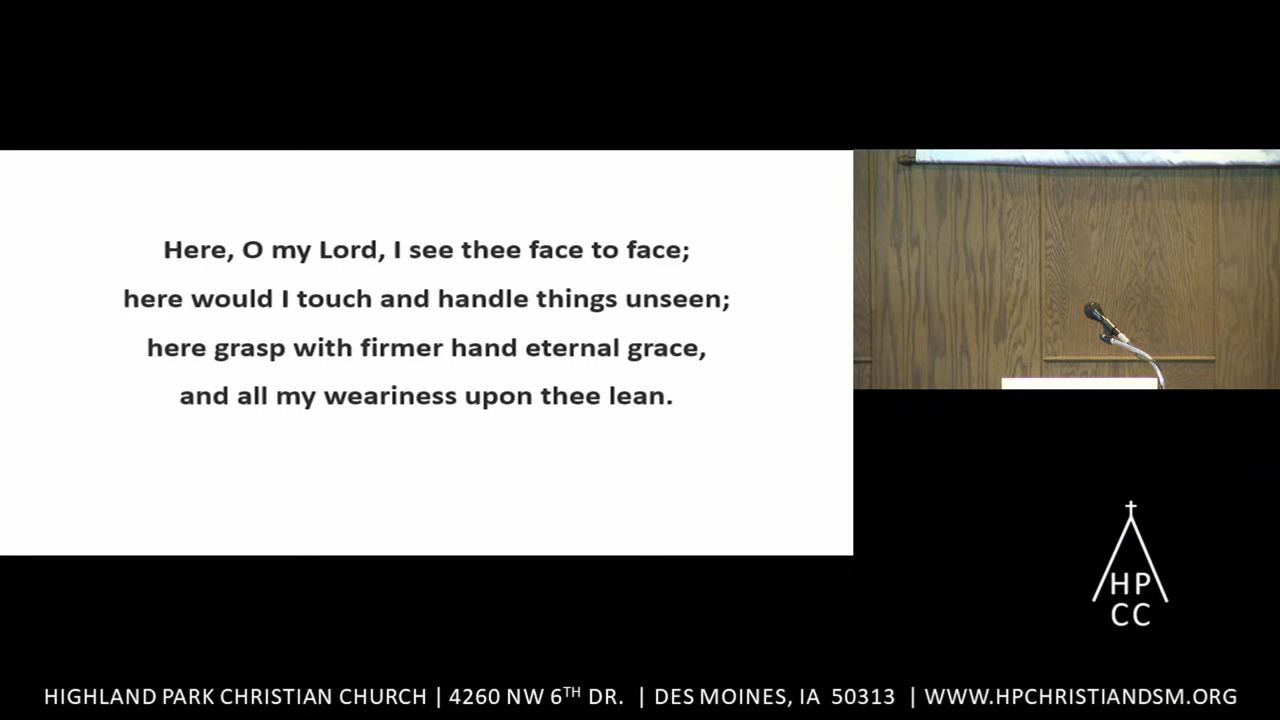 Here, O my Lord, I see thee face to face;
here would I touch and handle things unseen;
here grasp with firmer hand eternal grace,
and all my weariness upon thee lean.
HP
CC
HIGHLAND PARK CHRISTIAN CHURCH | 4260 NW 6TH DR. | DES MOINES, IA 50313 | WWW.HPCHRISTIANDSM.ORG